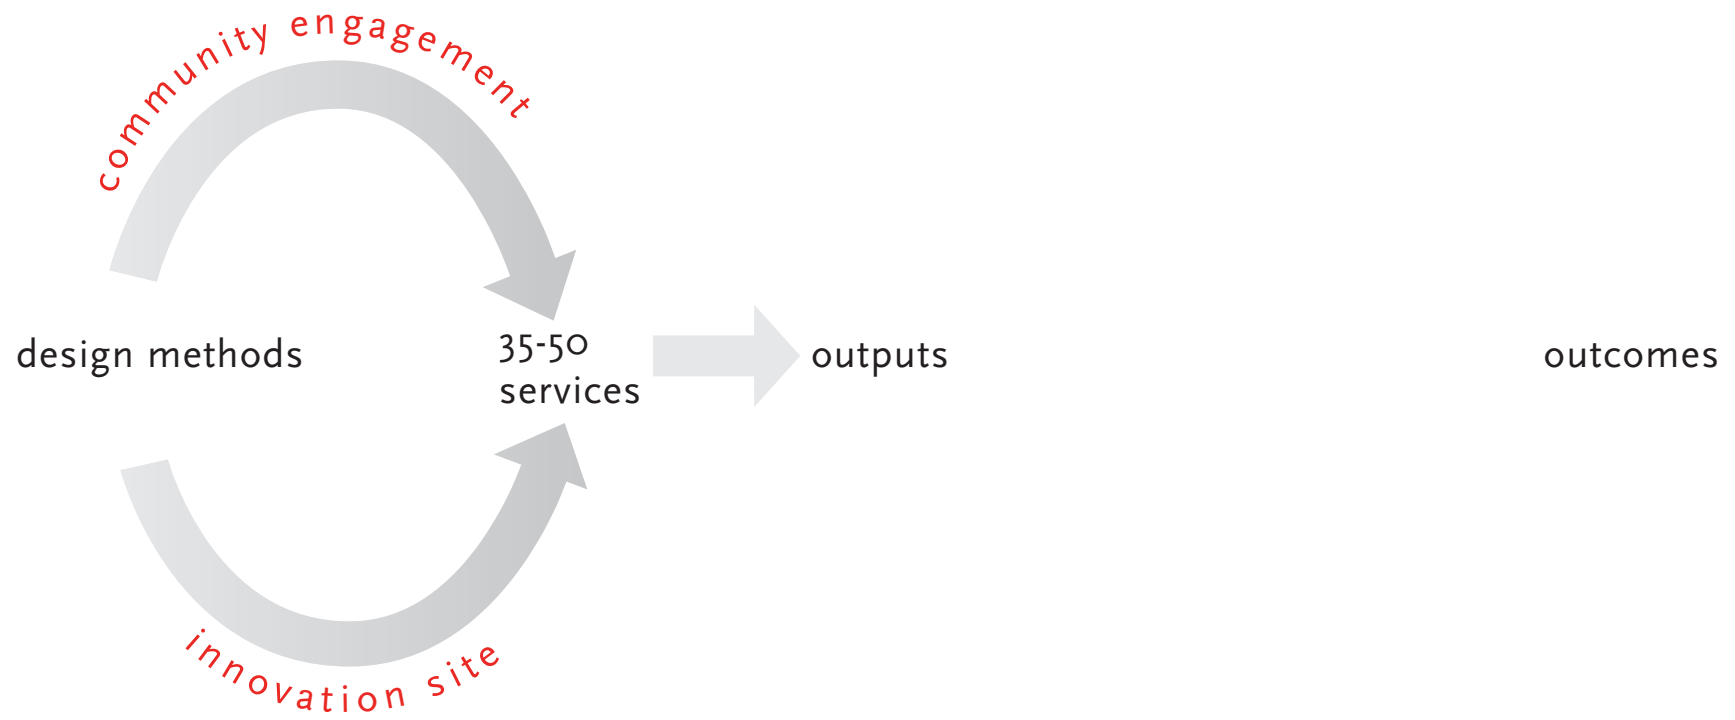 community engagement
design methods
35-50
services
outputs
outcomes
innovation site